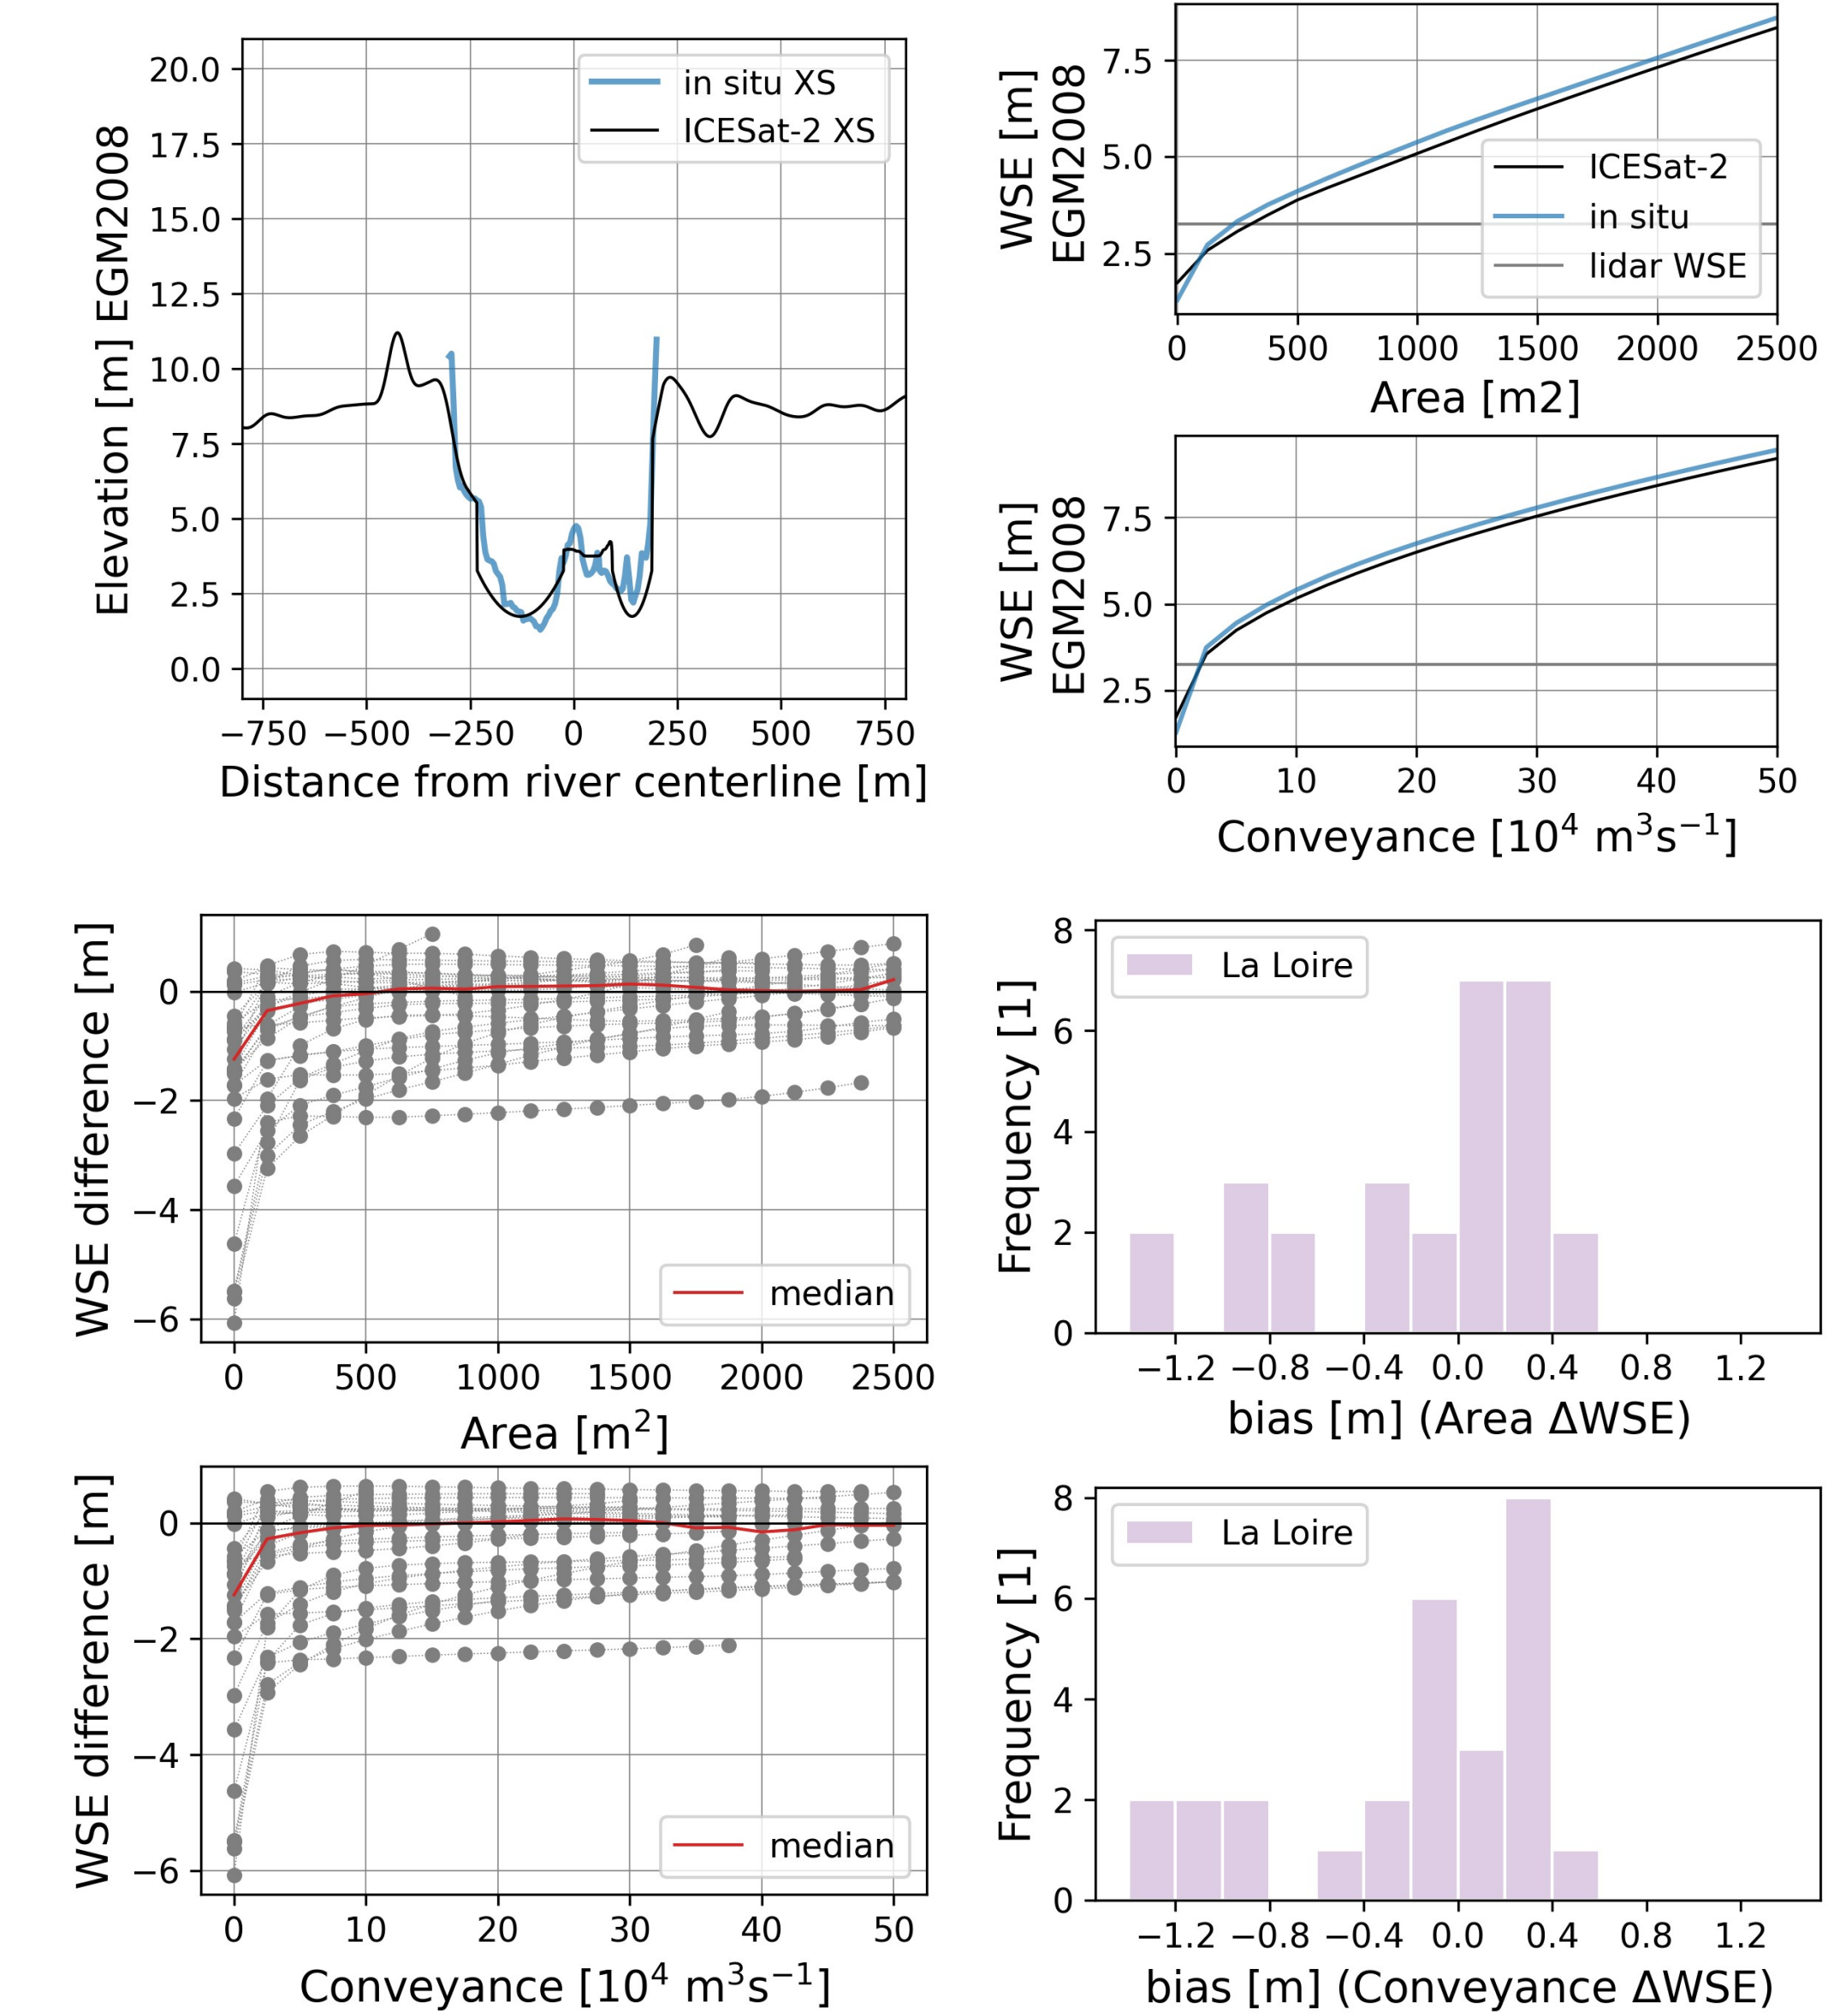 20.0
17.5
15.0
12.5
10.0
7.5
5.0
2.5
0.0
Elevation [m] EGM2008
in situ XS
ICESat-2 XS
−750 −500 −250 0 250 500 750
Distance from river centerline [m]
WSE [m]
EGM2008
7.5
5.0
2.5
ICESat-2
in situ
lidar WSE
0 500 1000 1500 2000 2500
Area [m2]
WSE [m]
EGM2008
7.5
5.0
2.5
0 10 20 30 40 50
Conveyance [10⁴ m³s⁻¹]
WSE difference [m]
0
−2
−4
−6
median
0 500 1000 1500 2000 2500
Area [m²]
Frequency [1]
8
6
4
2
0
La Loire
−1.2 −0.8 −0.4 0.0 0.4 0.8 1.2
bias [m] (Area ΔWSE)
WSE difference [m]
0
−2
−4
−6
median
0 10 20 30 40 50
Conveyance [10⁴ m³s⁻¹]
Frequency [1]
8
6
4
2
0
La Loire
−1.2 −0.8 −0.4 0.0 0.4 0.8 1.2
bias [m] (Conveyance ΔWSE)